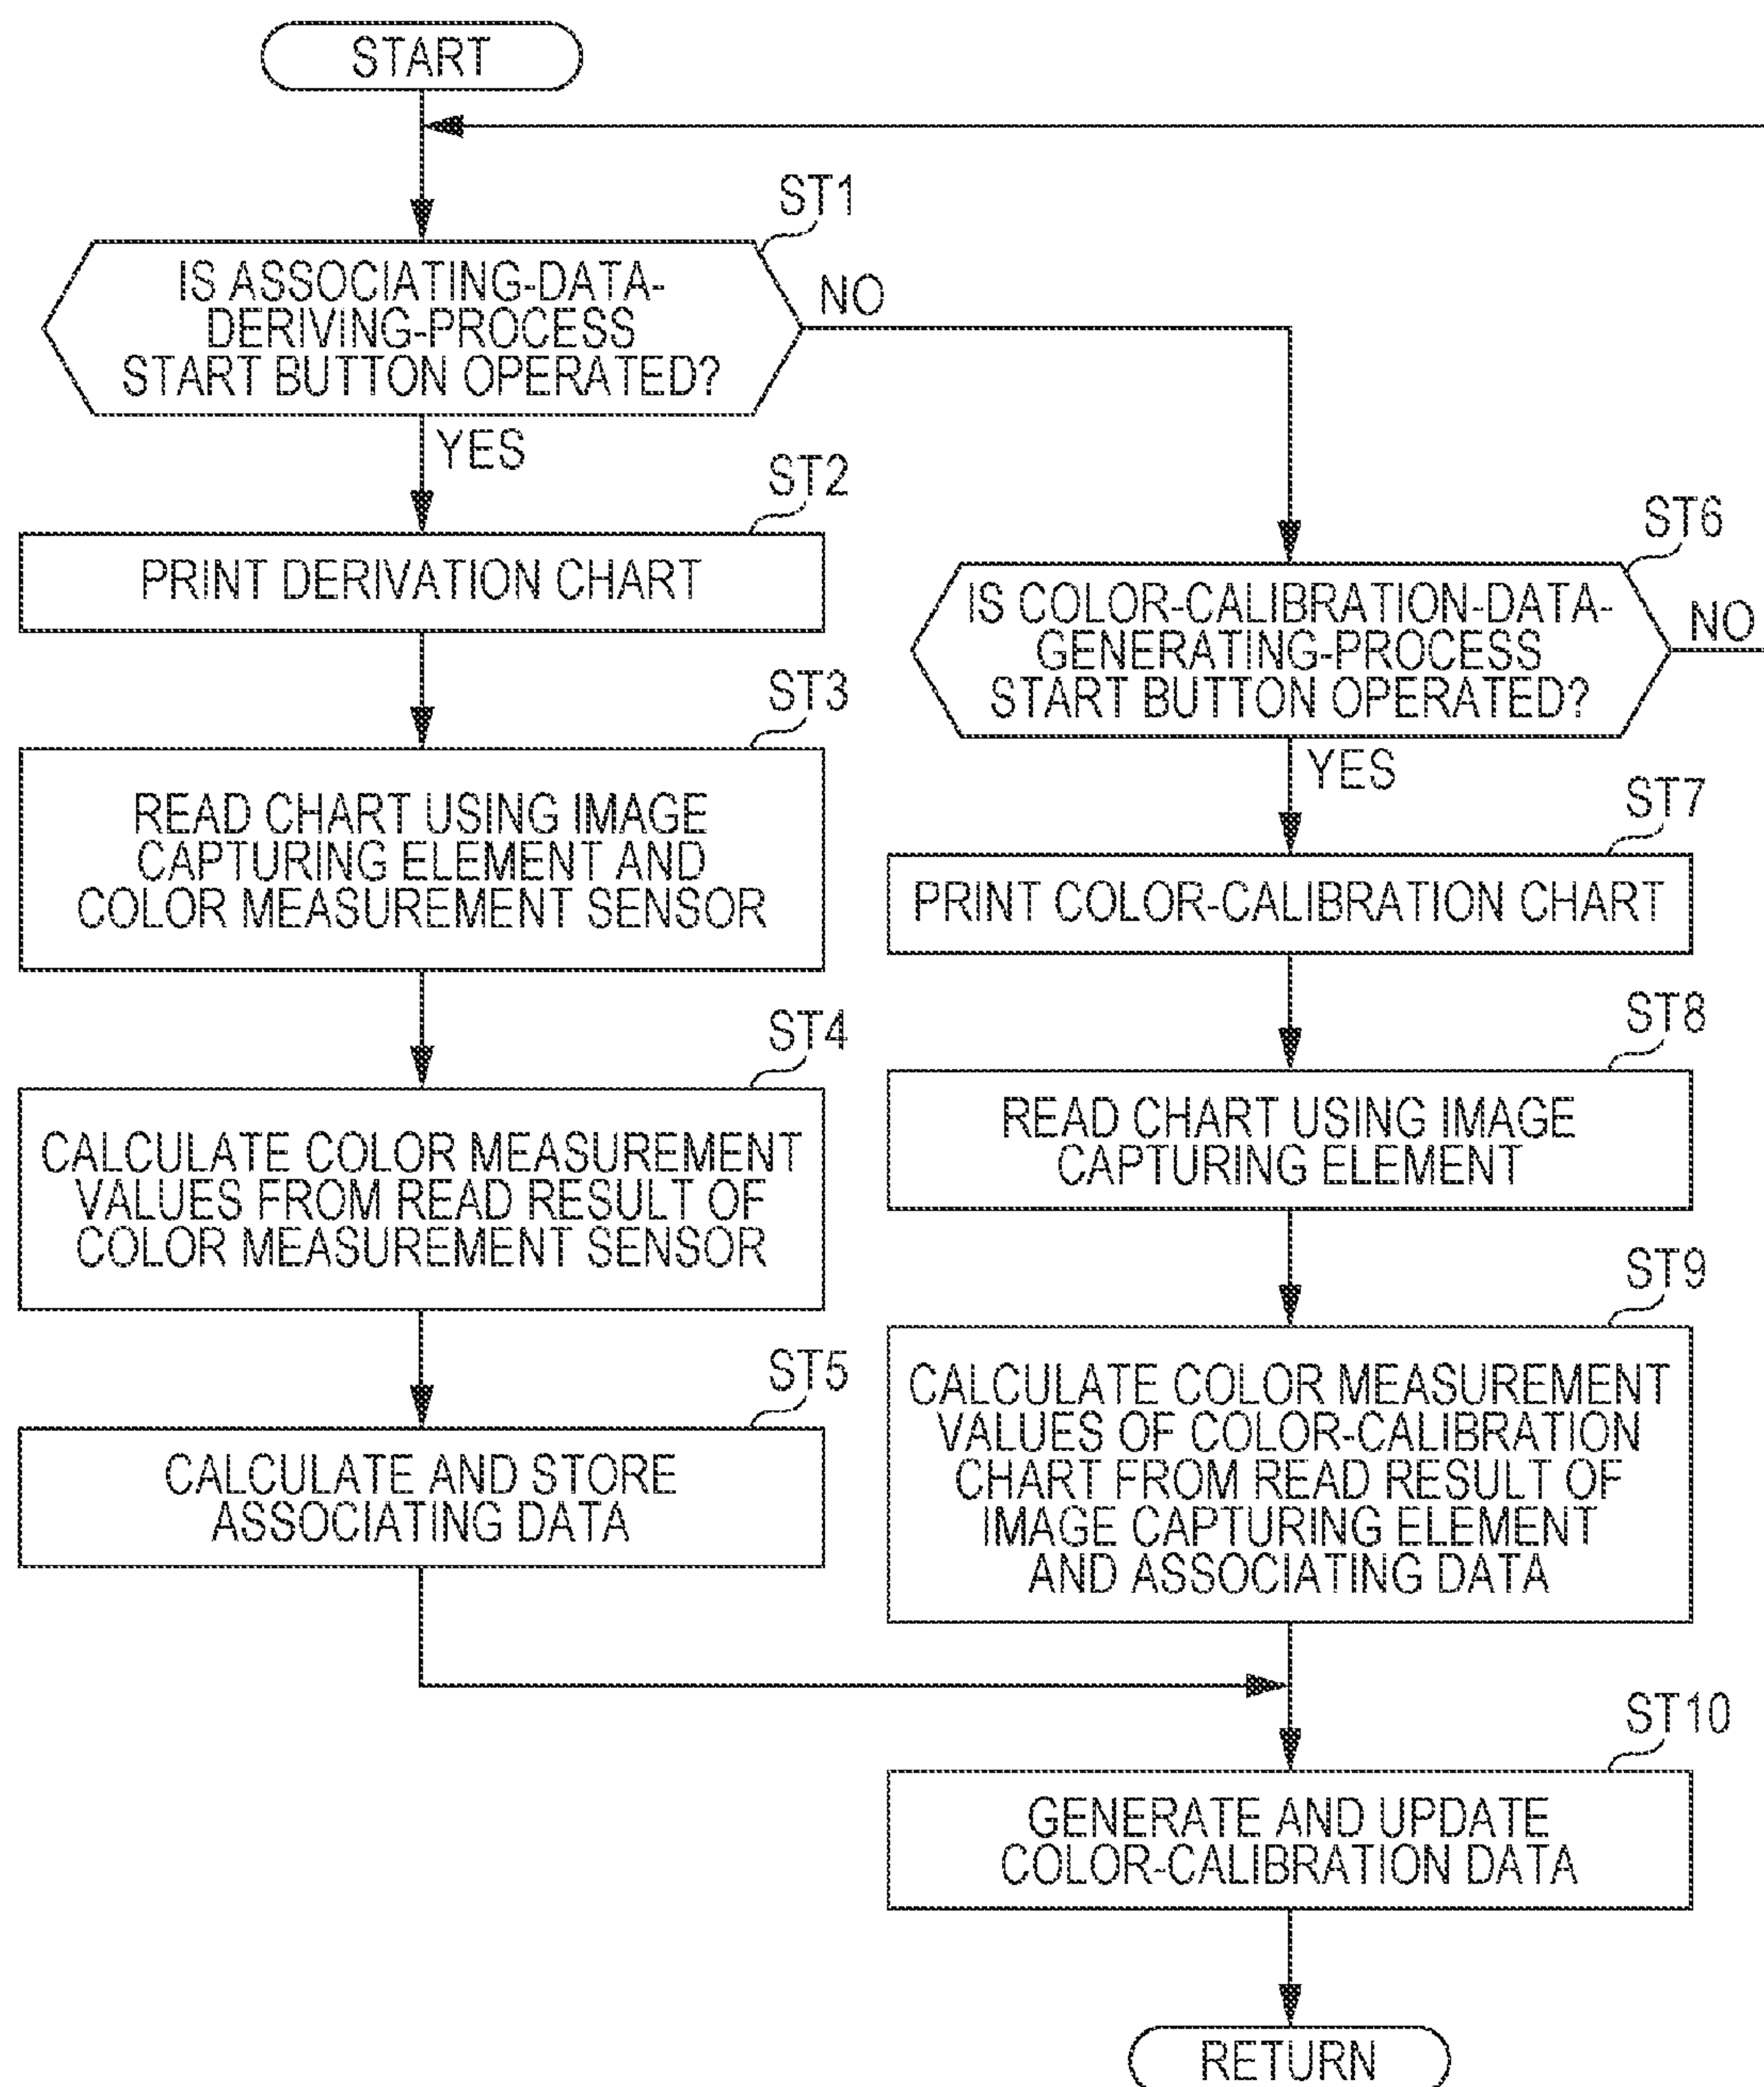 START
ST1
IS ASSOCIATING-DATA-
DERIVING-PROCESS
START BUTTON OPERATED?
NO
YES
ST2
PRINT DERIVATION CHART
ST3
READ CHART USING IMAGE
CAPTURING ELEMENT AND
COLOR MEASUREMENT SENSOR
ST4
CALCULATE COLOR MEASUREMENT
VALUES FROM READ RESULT OF
COLOR MEASUREMENT SENSOR
ST5
CALCULATE AND STORE
ASSOCIATING DATA
ST6
IS COLOR-CALIBRATION-DATA-
GENERATING-PROCESS
START BUTTON OPERATED?
NO
YES
ST7
PRINT COLOR-CALIBRATION CHART
ST8
READ CHART USING IMAGE
CAPTURING ELEMENT
ST9
CALCULATE COLOR MEASUREMENT
VALUES OF COLOR-CALIBRATION
CHART FROM READ RESULT OF
IMAGE CAPTURING ELEMENT
AND ASSOCIATING DATA
ST10
GENERATE AND UPDATE
COLOR-CALIBRATION DATA
RETURN